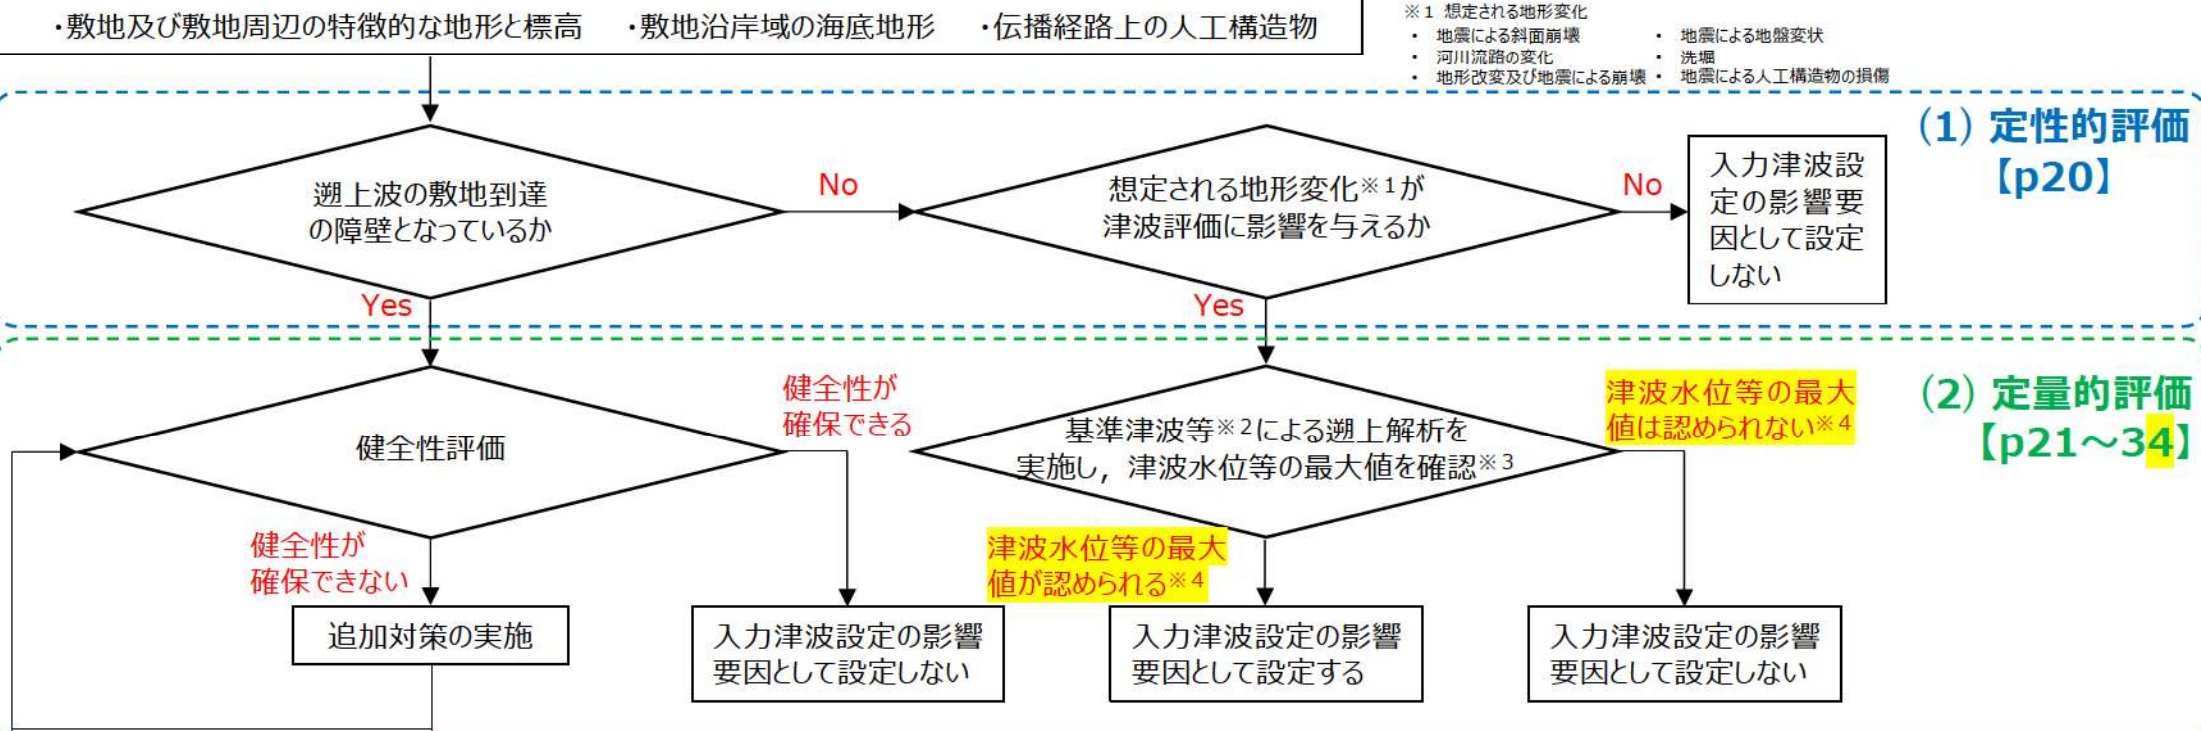 ・敷地及び敷地周辺の特徴的な地形と標高　・敷地沿岸域の海底地形　・伝播経路上の人工構造物
※1 想定される地形変化
・ 地震による斜面崩壊　・ 地震による地盤変状
・ 河川流路の変化　・ 洗堀
・ 地形改変及び地震による崩壊　・ 地震による人工構造物の損傷
(1) 定性的評価
【p20】
遡上波の敷地到達
の障壁となっているか
No
想定される地形変化※1が
津波評価に影響を与えるか
No
入力津波設
定の影響要
因として設定
しない
Yes
Yes
(2) 定量的評価
【p21～34】
健全性評価
健全性が
確保できる
基準津波等※2による遡上解析を
実施し，津波水位等の最大値を確認※3
津波水位等の最大
値は認められない※4
健全性が
確保できない
津波水位等の最大
値が認められる※4
追加対策の実施
入力津波設定の影響
要因として設定しない
入力津波設定の影響
要因として設定する
入力津波設定の影響
要因として設定しない